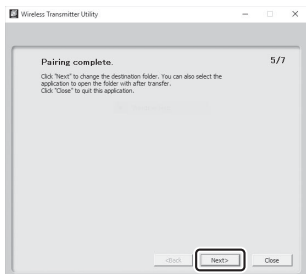 Wireless Transmitter Utility
Pairing complete.
5/7
Click "Next" to change the destination folder. You can also select the
application to open the folder with after transfer.
Click "Close" to quit this application.
<Back
Next>
Close